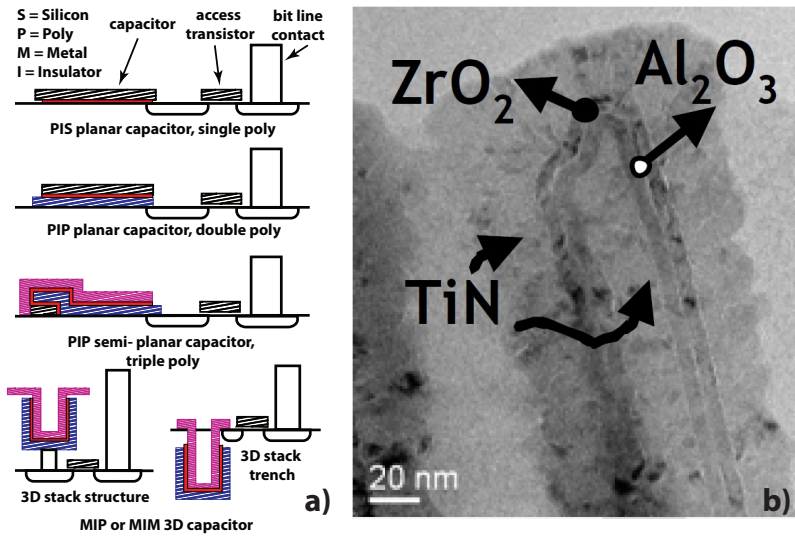 S = Silicon
P = Poly
M = Metal
I = Insulator
capacitor
access
transistor
bit line
contact
PIS planar capacitor, single poly
PIP planar capacitor, double poly
PIP semi- planar capacitor,
triple poly
3D stack structure
3D stack
trench
MIP or MIM 3D capacitor
a)
ZrO₂
Al₂O₃
TiN
20 nm
b)